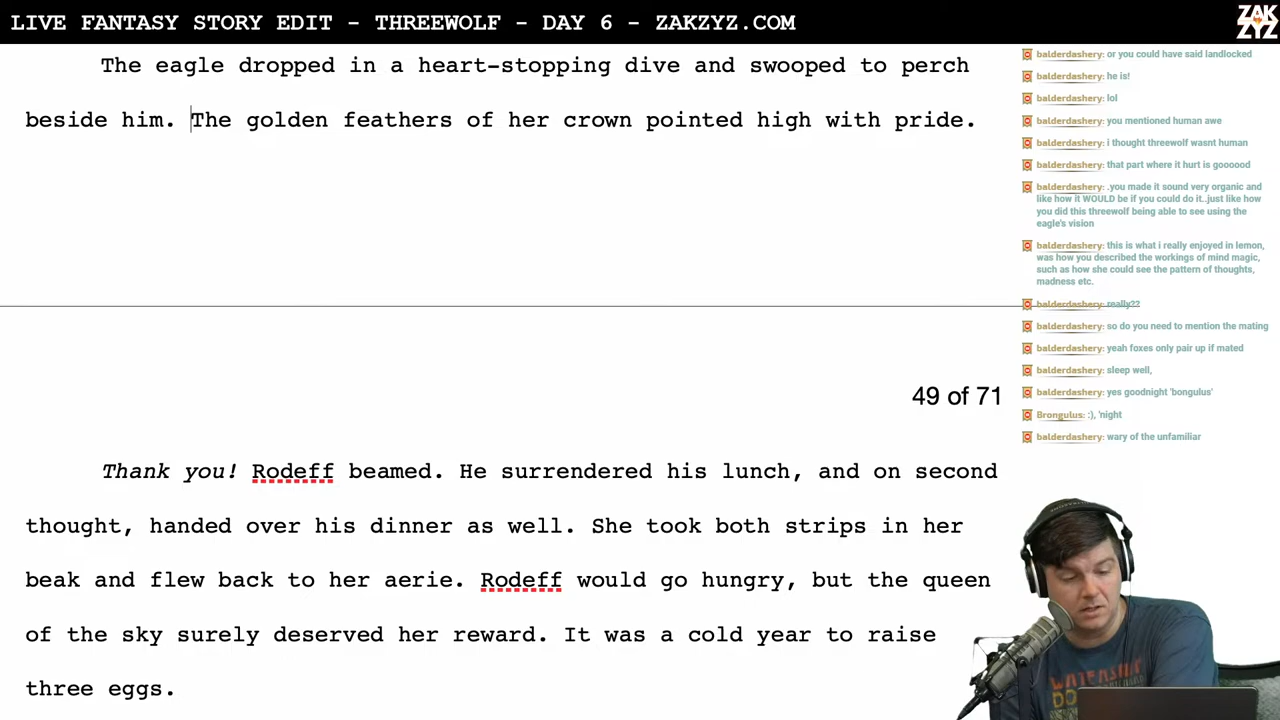 LIVE FANTASY STORY EDIT - THREEWOLF - DAY 6 - ZAKZYZ.COM
ZAK
ZYZ
The eagle dropped in a heart-stopping dive and swooped to perch
beside him. The golden feathers of her crown pointed high with pride.
49 of 71
Thank you! Rodeff beamed. He surrendered his lunch, and on second
thought, handed over his dinner as well. She took both strips in her
beak and flew back to her aerie. Rodeff would go hungry, but the queen
of the sky surely deserved her reward. It was a cold year to raise
three eggs.
balderdashery: or you could have said landlocked
balderdashery: he is!
balderdashery: lol
balderdashery: you mentioned human awe
balderdashery: i thought threewolf wasnt human
balderdashery: that part where it hurt is goooood
balderdashery: .you made it sound very organic and
like how it WOULD be if you could do it..just like how
you did this threewolf being able to see using the
eagle's vision
balderdashery: this is what i really enjoyed in lemon,
was how you described the workings of mind magic,
such as how she could see the pattern of thoughts,
madness etc.
balderdashery: really??
balderdashery: so do you need to mention the mating
balderdashery: yeah foxes only pair up if mated
balderdashery: sleep well,
balderdashery: yes goodnight 'bongulus'
Brongulus: :), 'night
balderdashery: wary of the unfamiliar
WATERSHIP
DO